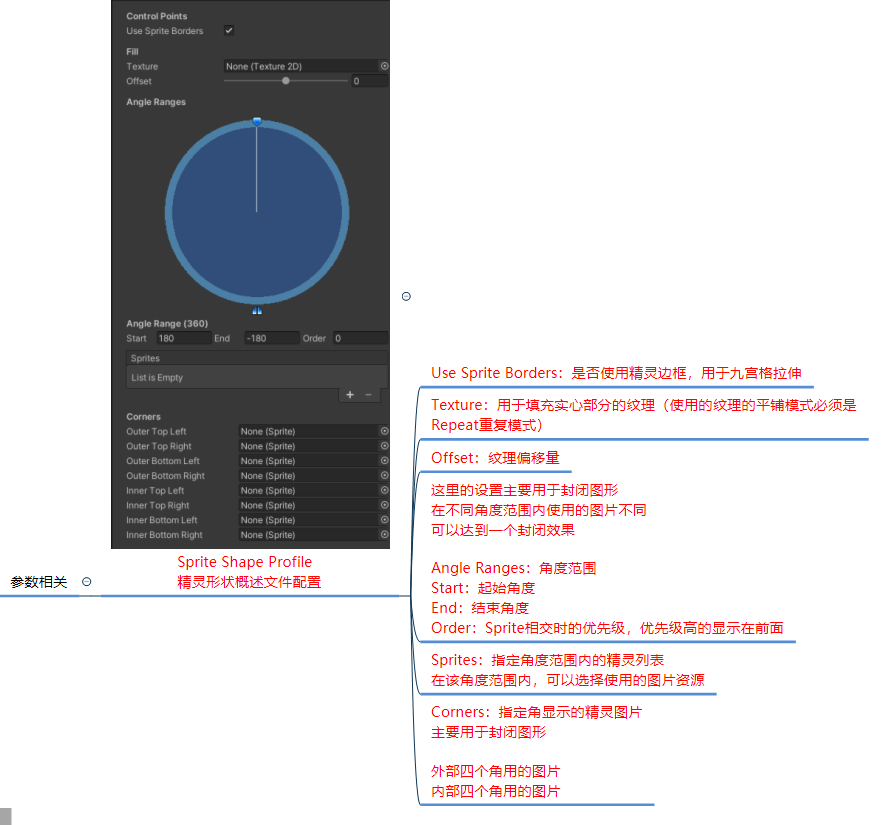 Control Points
Use Sprite Borders
Fill
Texture None (Texture 2D)
Offset 0
Angle Ranges
Angle Range (360)
Start 180 End -180 Order 0
Sprites
List is Empty
Corners
Outer Top Left None (Sprite)
Outer Top Right None (Sprite)
Outer Bottom Left None (Sprite)
Outer Bottom Right None (Sprite)
Inner Top Left None (Sprite)
Inner Top Right None (Sprite)
Inner Bottom Left None (Sprite)
Inner Bottom Right None (Sprite)
Sprite Shape Profile
精灵形状概述文件配置
参数相关
Use Sprite Borders：是否使用精灵边框，用于九宫格拉伸
Texture：用于填充实心部分的纹理（使用的纹理的平铺模式必须是
Repeat重复模式）
Offset：纹理偏移量
这里的设置主要用于封闭图形
在不同角度范围内使用的图片不同
可以达到一个封闭效果
Angle Ranges：角度范围
Start：起始角度
End：结束角度
Order：Sprite相交时的优先级，优先级高的显示在前面
Sprites：指定角度范围内的精灵列表
在该角度范围内，可以选择使用的图片资源
Corners：指定角显示的精灵图片
主要用于封闭图形
外部四个角用的图片
内部四个角用的图片